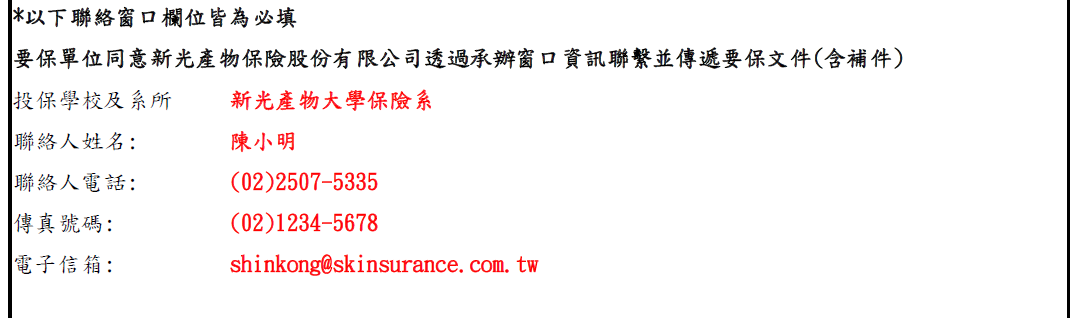 *以下聯絡窗口欄位皆為必填
要保單位同意新光產物保險股份有限公司透過承辦窗口資訊聯繫並傳遞要保文件(含補件)
投保學校及系所 新光產物大學保險系
聯絡人姓名: 陳小明
聯絡人電話: (02)2507-5335
傳真號碼: (02)1234-5678
電子信箱: shinkong@skinsurance.com.tw